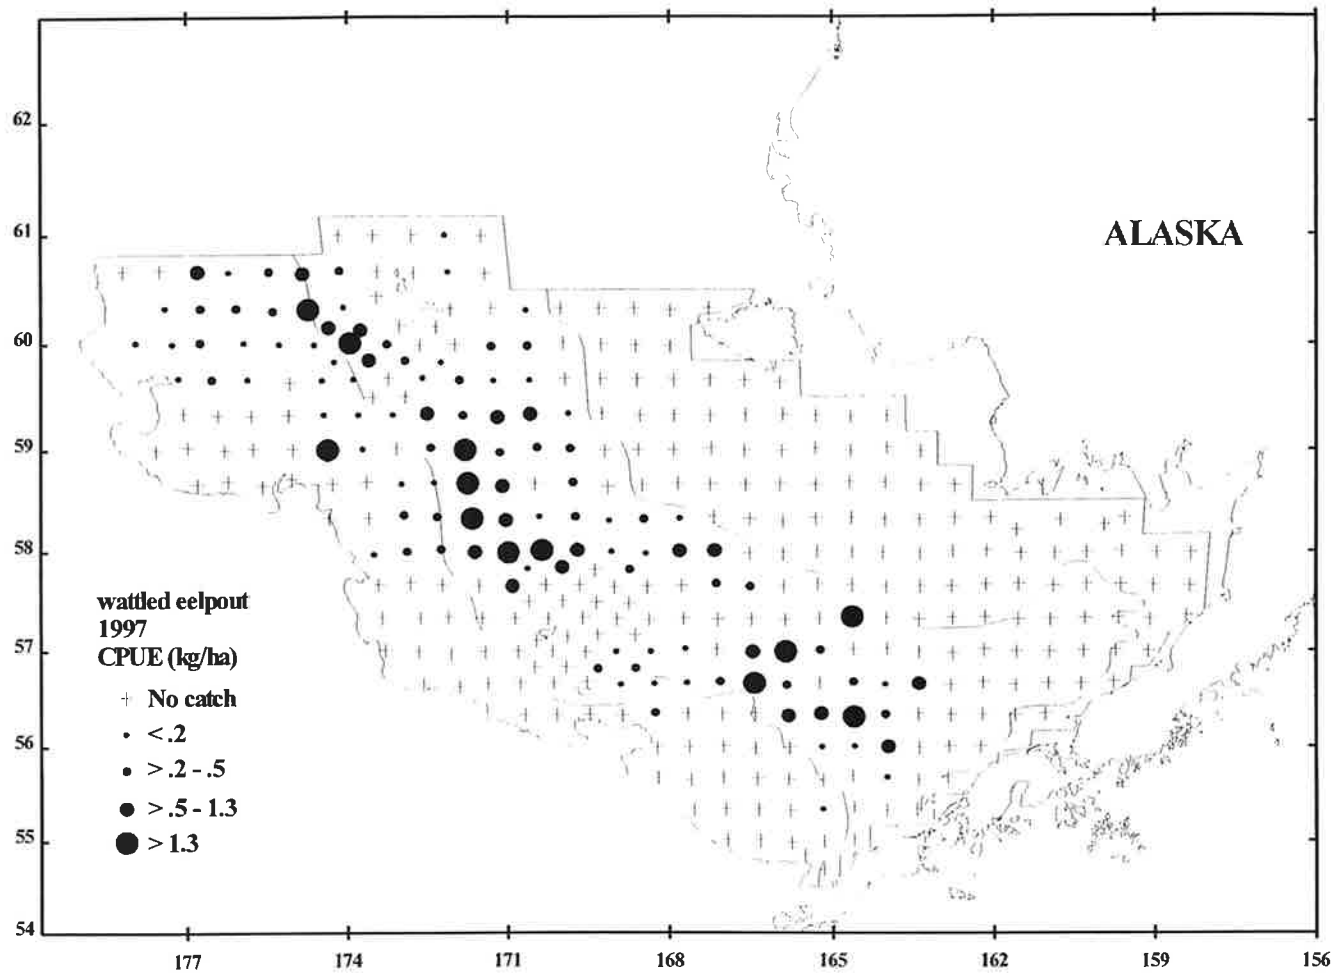 62
61
ALASKA
60
59
58
wattled eelpout
1997
57
CPUE (kg/ha)
+ No catch
< .2
56
> .2 - .5
> .5 - 1.3
> 1.3
55
54
177 174 171 168 165 162 159 156